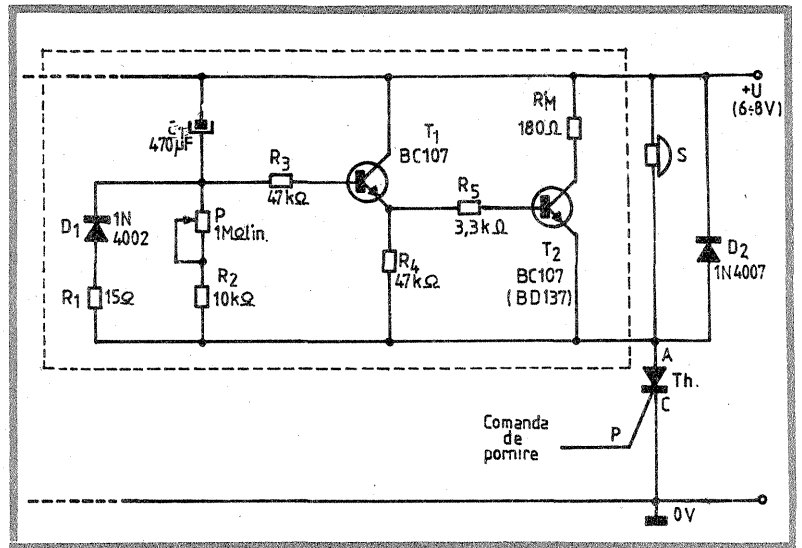 C1
470µF
R3
47kΩ
T1
BC107
R'M
180Ω
+U
(6÷8V)
S
D1
1N
4002
P
1MΩlin.
R5
3,3kΩ
T2
BC107
(BD137)
D2
1N4007
R1
15Ω
R2
10kΩ
R4
47kΩ
A
Th.
C
Comanda
de
pornire
P
0V